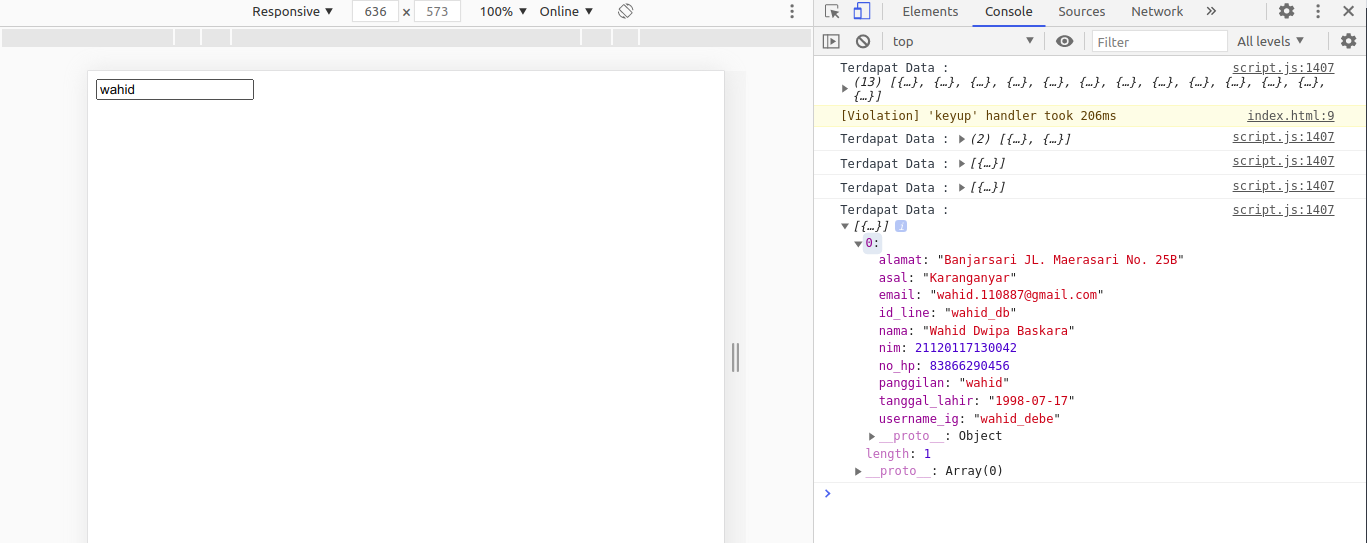 Responsive ▼ 636 × 573 100% ▼ Online ▼
Elements Console Sources Network »
top ▼ Filter All levels ▼
wahid
Terdapat Data : script.js:1407
▶ (13) [{…}, {…}, {…}, {…}, {…}, {…}, {…}, {…}, {…}, {…}, {…}, {…},
{…}]
[Violation] 'keyup' handler took 206ms index.html:9
Terdapat Data : ▶ (2) [{…}, {…}] script.js:1407
Terdapat Data : ▶ [{…}] script.js:1407
Terdapat Data : ▶ [{…}] script.js:1407
Terdapat Data : script.js:1407
▼ [{…}] i
▼ 0:
alamat: "Banjarsari JL. Maerasari No. 25B"
asal: "Karanganyar"
email: "wahid.110887@gmail.com"
id_line: "wahid_db"
nama: "Wahid Dwipa Baskara"
nim: 21120117130042
no_hp: 83866290456
panggilan: "wahid"
tanggal_lahir: "1998-07-17"
username_ig: "wahid_debe"
▶ __proto__: Object
length: 1
▶ __proto__: Array(0)
>